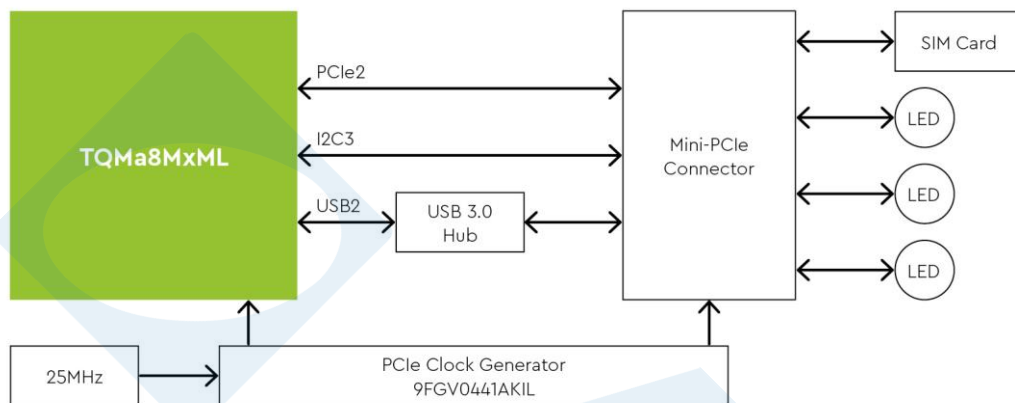 PCIe2
I2C3
USB2
TQMa8MxML
USB 3.0
Hub
Mini-PCIe
Connector
SIM Card
LED
LED
LED
25MHz
PCIe Clock Generator
9FGV0441AKIL